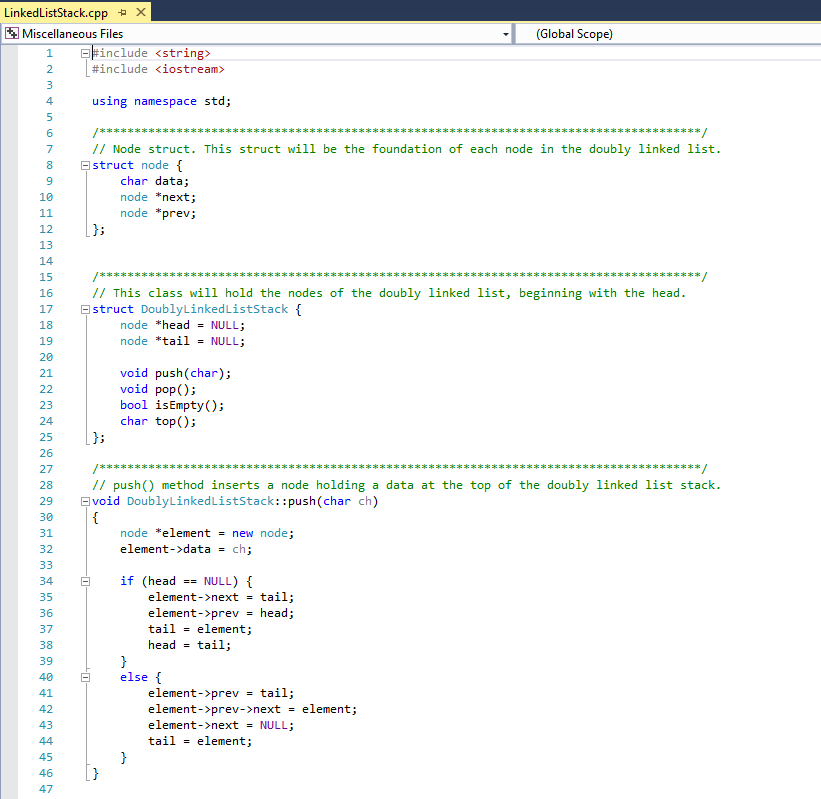 LinkedListStack.cpp
Miscellaneous Files (Global Scope)
1 #include <string>
2 #include <iostream>
3
4 using namespace std;
5
6 /**************************************************************************************/
7 // Node struct. This struct will be the foundation of each node in the doubly linked list.
8 struct node {
9 char data;
10 node *next;
11 node *prev;
12 };
13
14
15 /**************************************************************************************/
16 // This class will hold the nodes of the doubly linked list, beginning with the head.
17 struct DoublyLinkedListStack {
18 node *head = NULL;
19 node *tail = NULL;
20
21 void push(char);
22 void pop();
23 bool isEmpty();
24 char top();
25 };
26
27 /**************************************************************************************/
28 // push() method inserts a node holding a data at the top of the doubly linked list stack.
29 void DoublyLinkedListStack::push(char ch)
30 {
31 node *element = new node;
32 element->data = ch;
33
34 if (head == NULL) {
35 element->next = tail;
36 element->prev = head;
37 tail = element;
38 head = tail;
39 }
40 else {
41 element->prev = tail;
42 element->prev->next = element;
43 element->next = NULL;
44 tail = element;
45 }
46 }
47